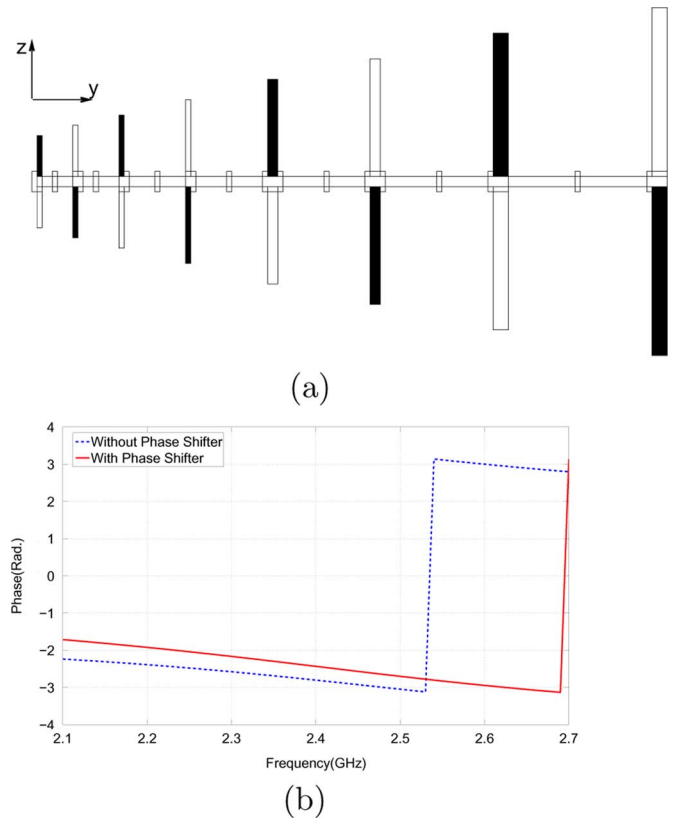 z
y
(a)
4
3
2
1
0
−1
−2
−3
−4
Without Phase Shifter
With Phase Shifter
Phase(Rad.)
2.1
2.2
2.3
2.4
2.5
2.6
2.7
Frequency(GHz)
(b)